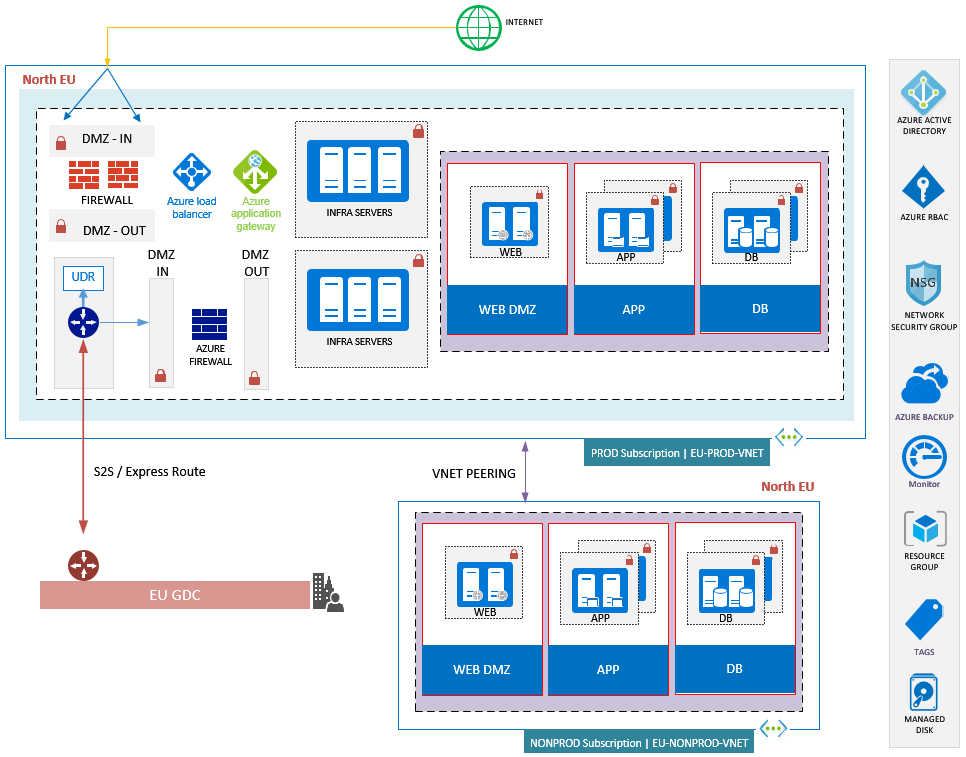 INTERNET
North EU
DMZ - IN
FIREWALL
DMZ - OUT
Azure load
balancer
Azure
application
gateway
INFRA SERVERS
UDR
DMZ
IN
AZURE
FIREWALL
DMZ
OUT
INFRA SERVERS
WEB
WEB DMZ
APP
APP
DB
DB
PROD Subscription | EU-PROD-VNET
S2S / Express Route
VNET PEERING
EU GDC
North EU
WEB
WEB DMZ
APP
APP
DB
DB
NONPROD Subscription | EU-NONPROD-VNET
AZURE ACTIVE
DIRECTORY
AZURE RBAC
NSG
NETWORK
SECURITY GROUP
AZURE BACKUP
Monitor
RESOURCE
GROUP
TAGS
MANAGED
DISK